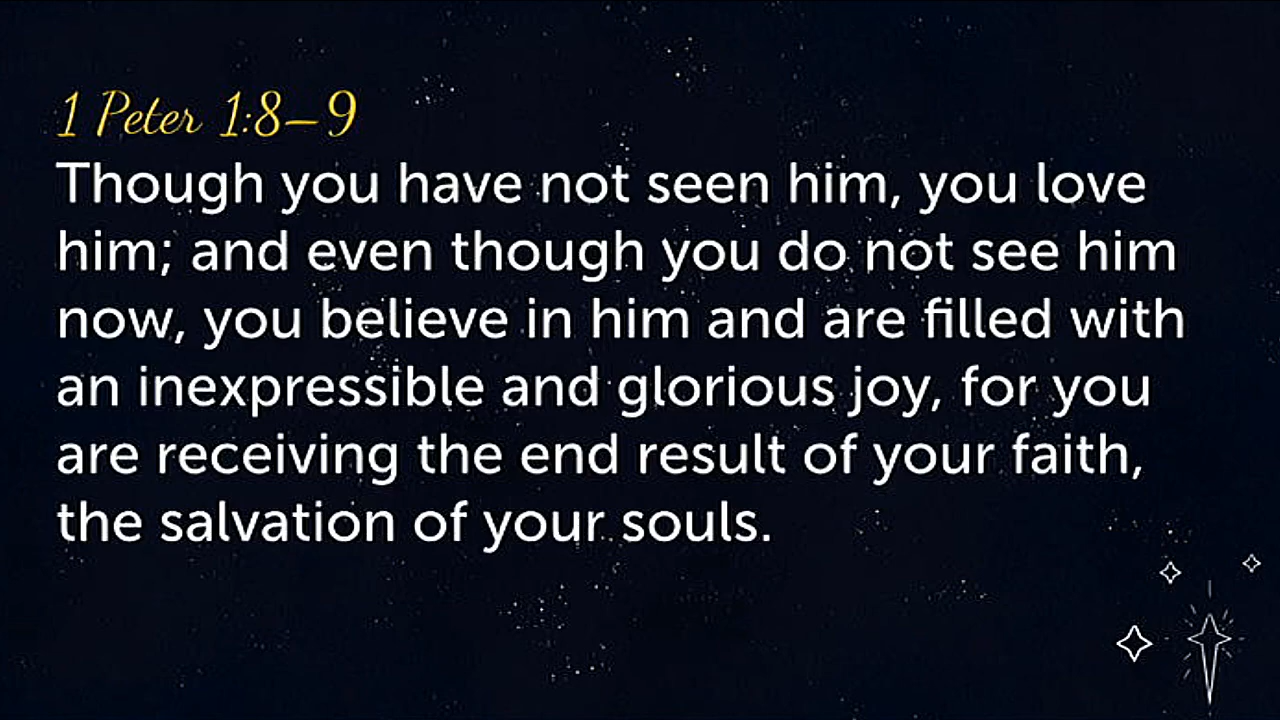 1 Peter 1:8–9
Though you have not seen him, you love
him; and even though you do not see him
now, you believe in him and are filled with
an inexpressible and glorious joy, for you
are receiving the end result of your faith,
the salvation of your souls.